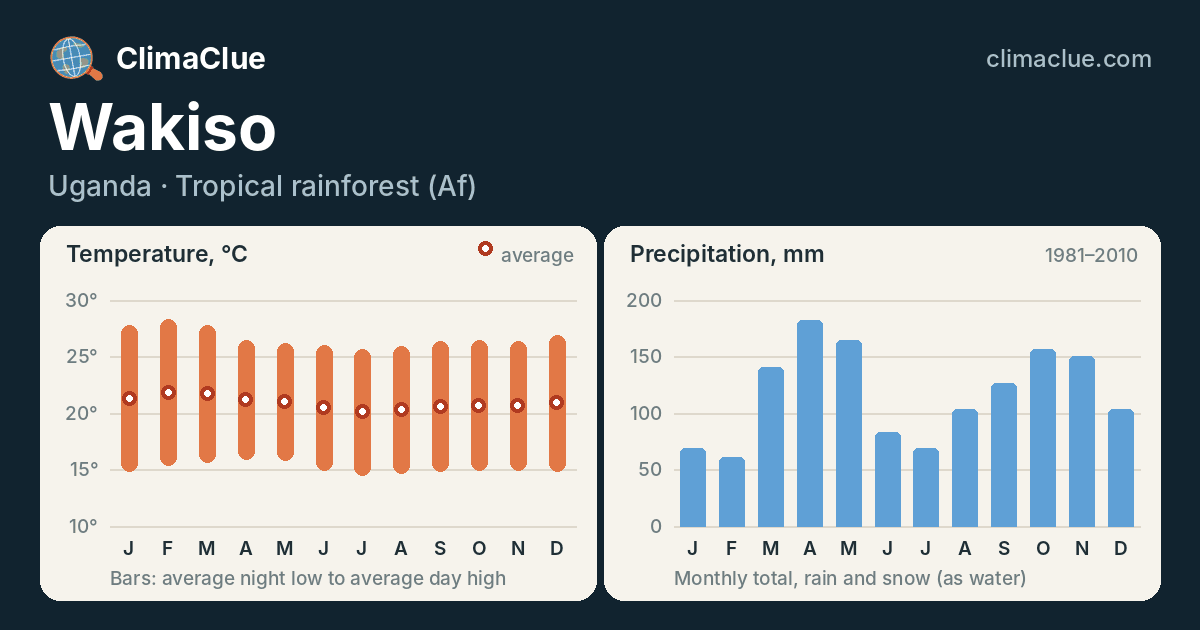 ClimaClue
climaclue.com
Wakiso
Uganda · Tropical rainforest (Af)
Temperature, °C
average
30°
25°
20°
15°
10°
J F M A M J J A S O N D
Bars: average night low to average day high
Precipitation, mm
1981–2010
200
150
100
50
0
J F M A M J J A S O N D
Monthly total, rain and snow (as water)